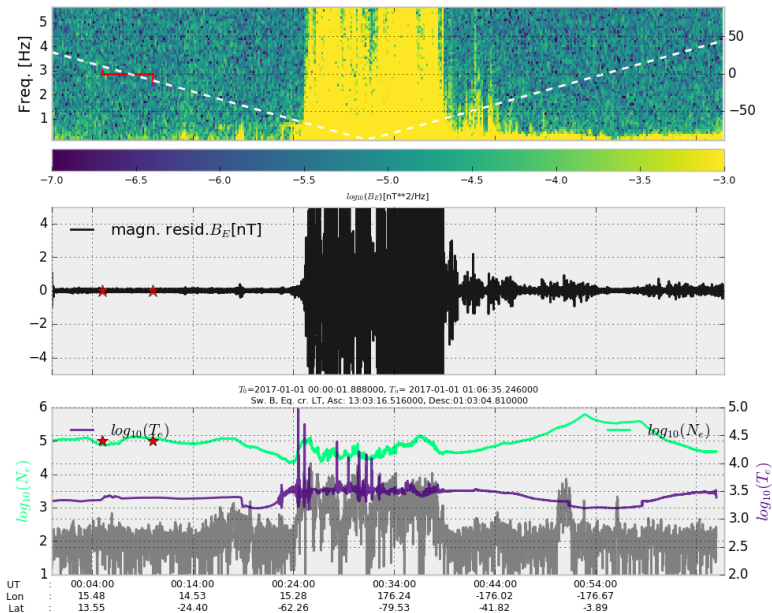 5
4
3
2
1
Freq. [Hz]
50
0
−50
−7.0 −6.5 −6.0 −5.5 −5.0 −4.5 −4.0 −3.5 −3.0
log₁₀(B_E)[nT**2/Hz]
4
2
0
−2
−4
magn. resid.B_E[nT]
T₀=2017-01-01 00:00:01.888000, Tₙ= 2017-01-01 01:06:35.246000
Sw. B, Eq. cr. LT, Asc: 13:03:16.516000, Desc:01:03:04.810000
6
5
4
3
2
1
log₁₀(N_e)
log₁₀(T_e)
log₁₀(N_e)
5.0
4.5
4.0
3.5
3.0
2.5
2.0
log₁₀(T_e)
UT : 00:04:00 00:14:00 00:24:00 00:34:00 00:44:00 00:54:00
Lon : 15.48 14.53 15.28 176.24 -176.02 -176.67
Lat : 13.55 -24.40 -62.26 -79.53 -41.82 -3.89